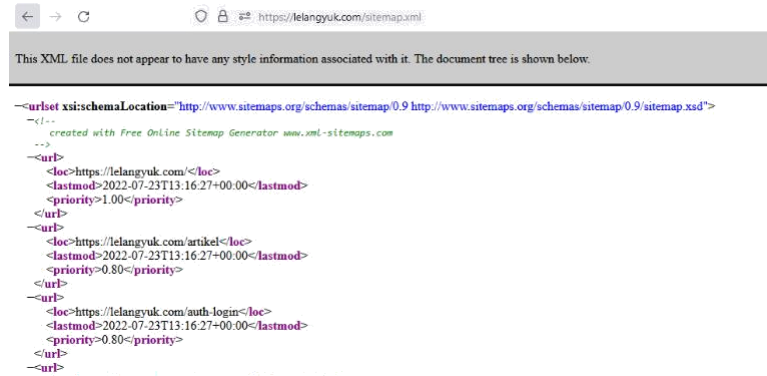 https://lelangyuk.com/sitemap.xml
This XML file does not appear to have any style information associated with it. The document tree is shown below.
−<urlset xsi:schemaLocation="http://www.sitemaps.org/schemas/sitemap/0.9 http://www.sitemaps.org/schemas/sitemap/0.9/sitemap.xsd">
−<!--
created with Free Online Sitemap Generator www.xml-sitemaps.com
-->
−<url>
<loc>https://lelangyuk.com/</loc>
<lastmod>2022-07-23T13:16:27+00:00</lastmod>
<priority>1.00</priority>
</url>
−<url>
<loc>https://lelangyuk.com/artikel</loc>
<lastmod>2022-07-23T13:16:27+00:00</lastmod>
<priority>0.80</priority>
</url>
−<url>
<loc>https://lelangyuk.com/auth-login</loc>
<lastmod>2022-07-23T13:16:27+00:00</lastmod>
<priority>0.80</priority>
</url>
−<url>